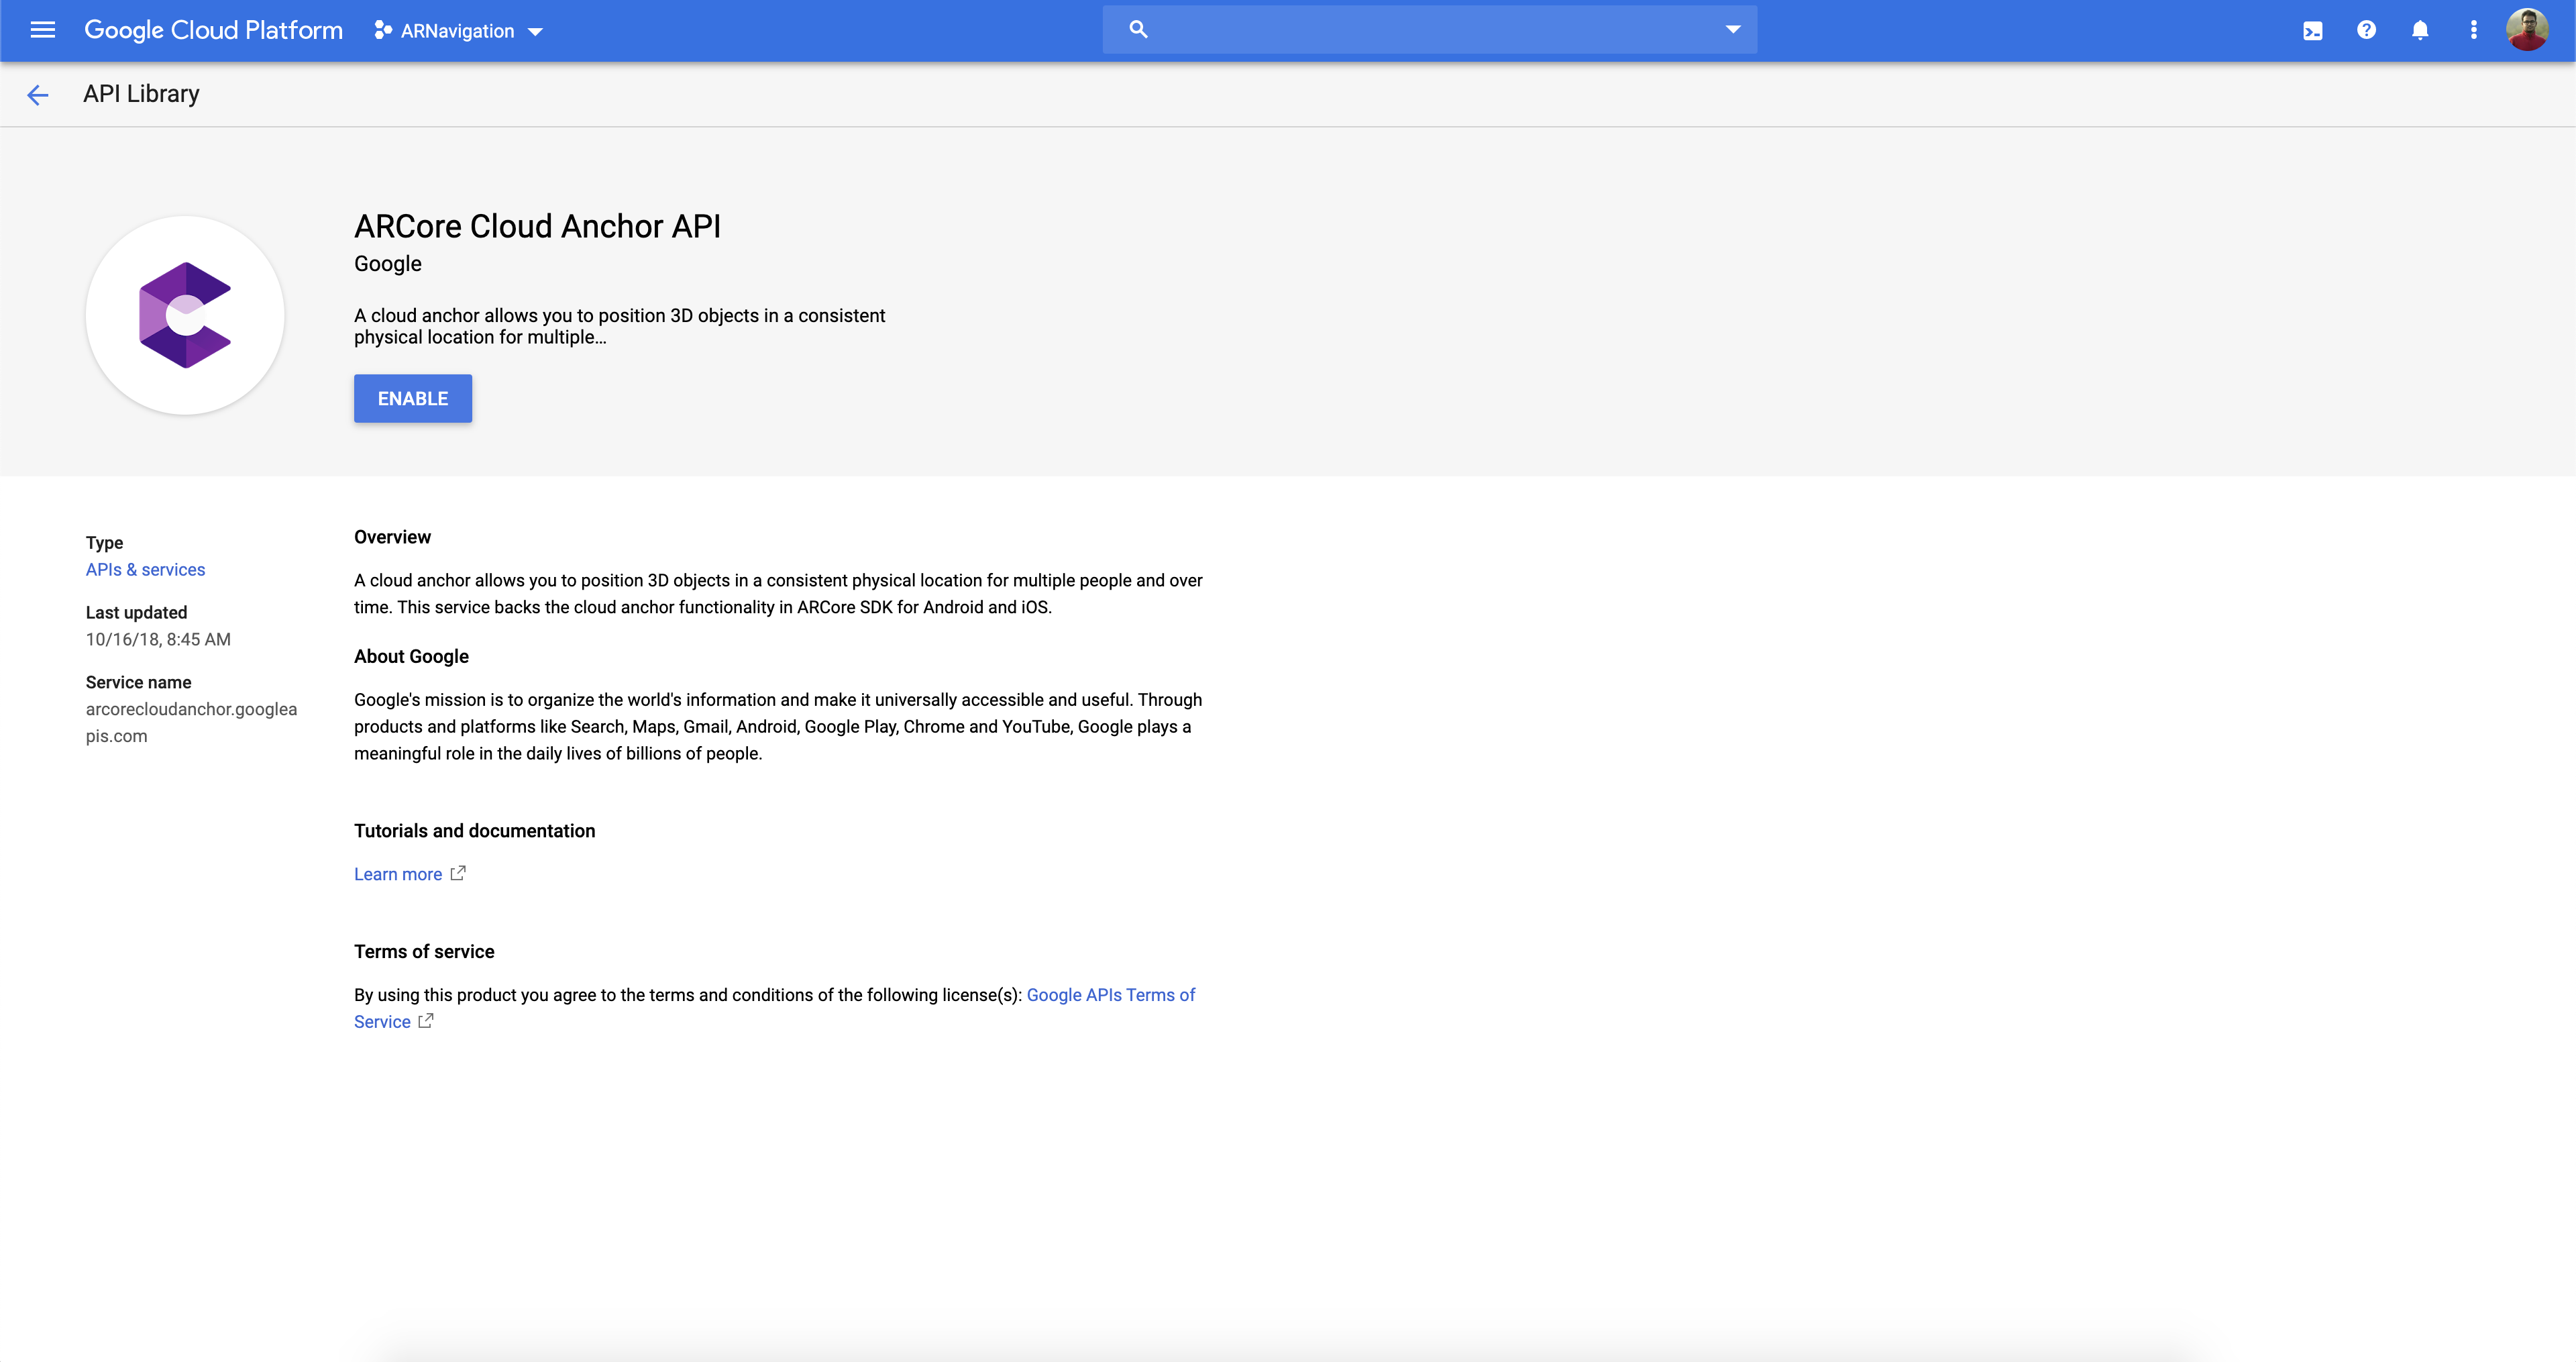 Google Cloud Platform
ARNavigation
API Library
ARCore Cloud Anchor API
Google
A cloud anchor allows you to position 3D objects in a consistent
physical location for multiple...
ENABLE
Type
APIs & services
Last updated
10/16/18, 8:45 AM
Service name
arcorecloudanchor.googlea
pis.com
Overview
A cloud anchor allows you to position 3D objects in a consistent physical location for multiple people and over
time. This service backs the cloud anchor functionality in ARCore SDK for Android and iOS.
About Google
Google's mission is to organize the world's information and make it universally accessible and useful. Through
products and platforms like Search, Maps, Gmail, Android, Google Play, Chrome and YouTube, Google plays a
meaningful role in the daily lives of billions of people.
Tutorials and documentation
Learn more
Terms of service
By using this product you agree to the terms and conditions of the following license(s): Google APIs Terms of
Service